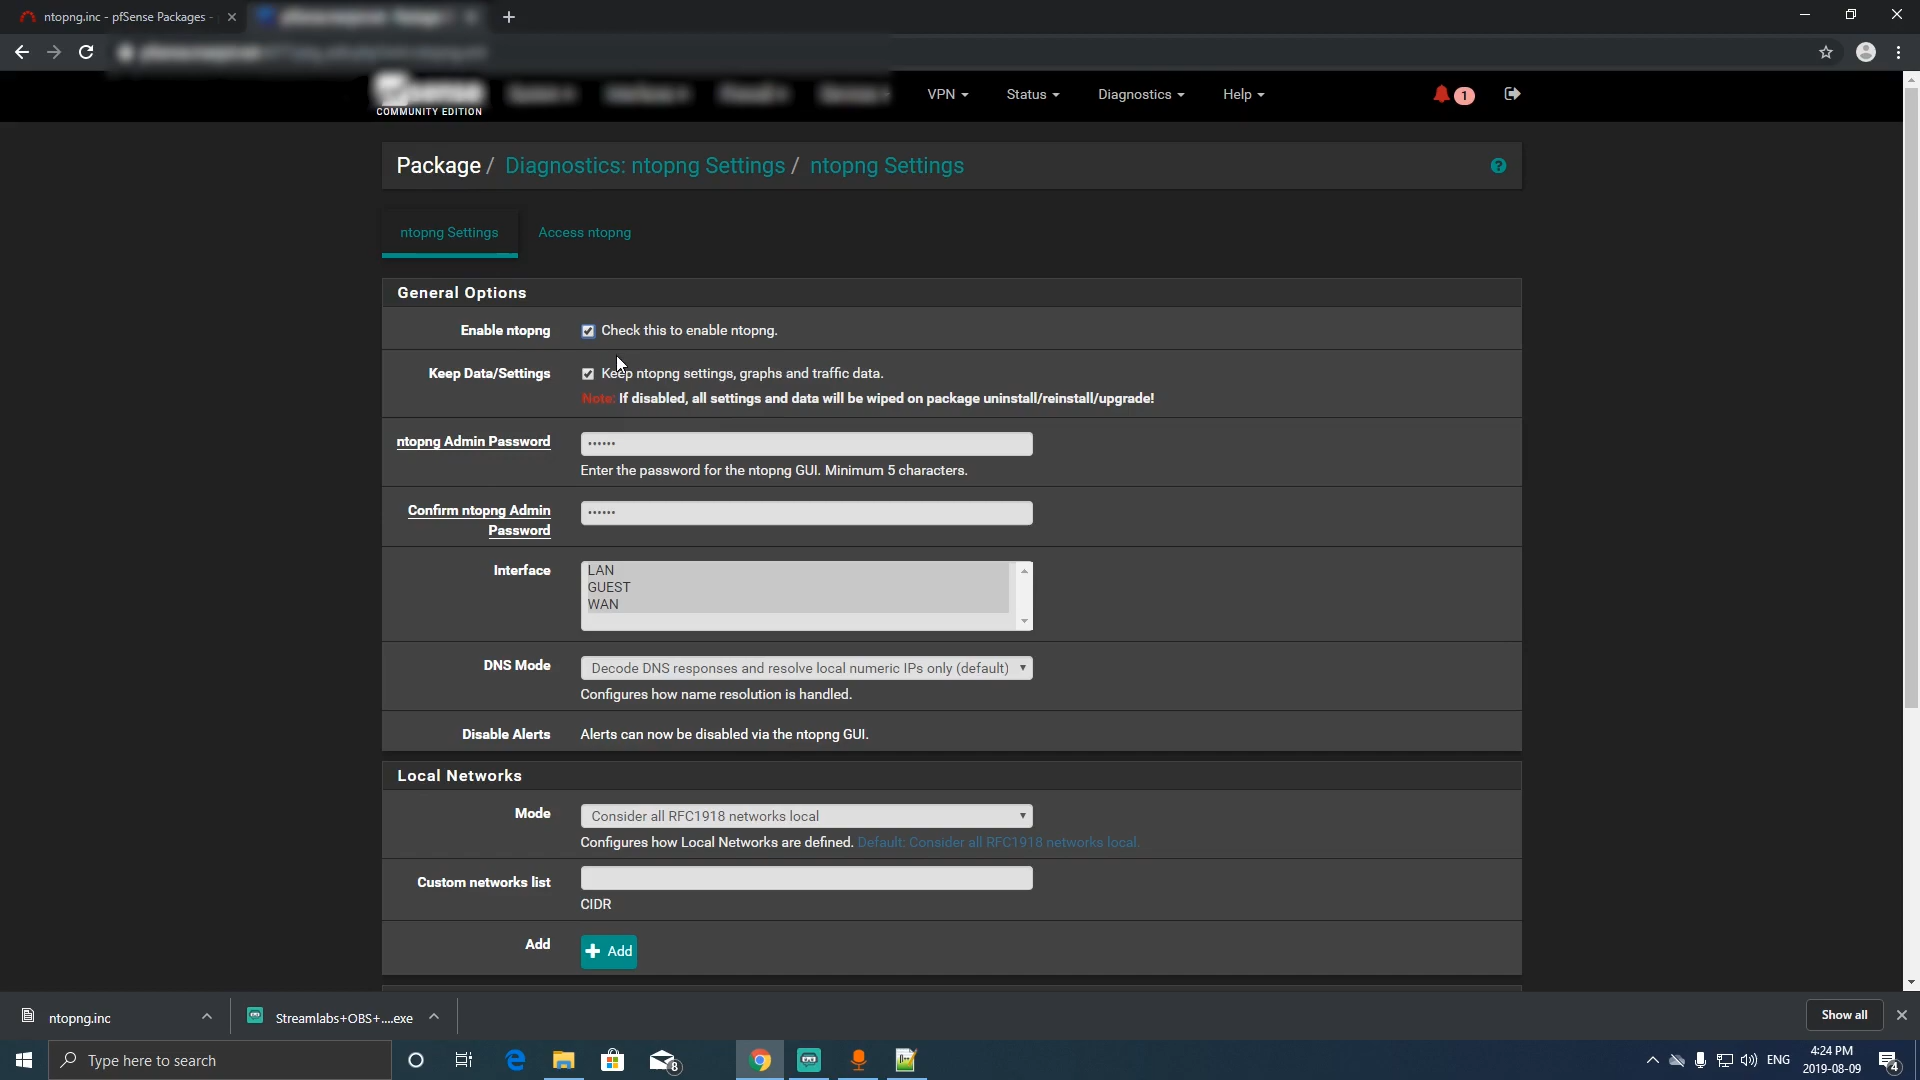 ntopng.inc - pfSense Packages -
COMMUNITY EDITION
VPN
Status
Diagnostics
Help
1
Package / Diagnostics: ntopng Settings / ntopng Settings
ntopng Settings
Access ntopng
General Options
Enable ntopng
Check this to enable ntopng.
Keep Data/Settings
Keep ntopng settings, graphs and traffic data.
Note: If disabled, all settings and data will be wiped on package uninstall/reinstall/upgrade!
ntopng Admin Password
······
Enter the password for the ntopng GUI. Minimum 5 characters.
Confirm ntopng Admin
Password
······
Interface
LAN
GUEST
WAN
DNS Mode
Decode DNS responses and resolve local numeric IPs only (default)
Configures how name resolution is handled.
Disable Alerts
Alerts can now be disabled via the ntopng GUI.
Local Networks
Mode
Consider all RFC1918 networks local
Configures how Local Networks are defined. Default: Consider all RFC1918 networks local.
Custom networks list
CIDR
Add
+ Add
ntopng.inc
Streamlabs+OBS+....exe
Show all
Type here to search
8
ENG
4:24 PM
2019-08-09
4